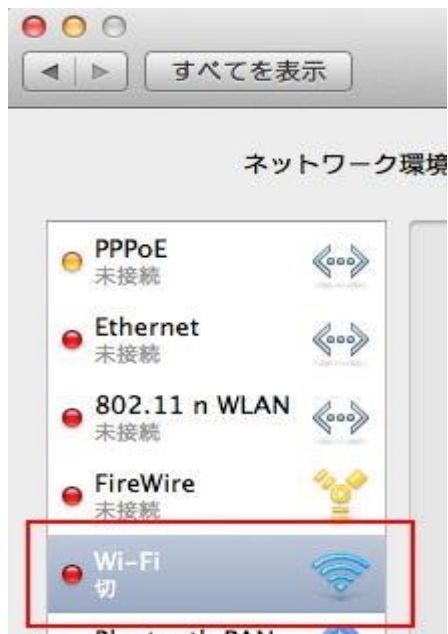 すべてを表示
ネットワーク環境
PPPoE
未接続
Ethernet
未接続
802.11 n WLAN
未接続
FireWire
未接続
Wi-Fi
切